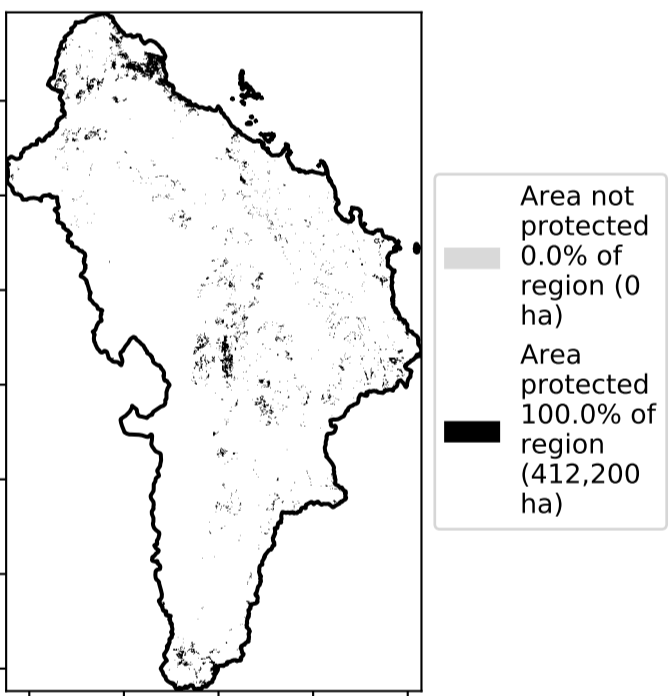 Area not
protected
0.0% of
region (0
ha)
Area
protected
100.0% of
region
(412,200
ha)